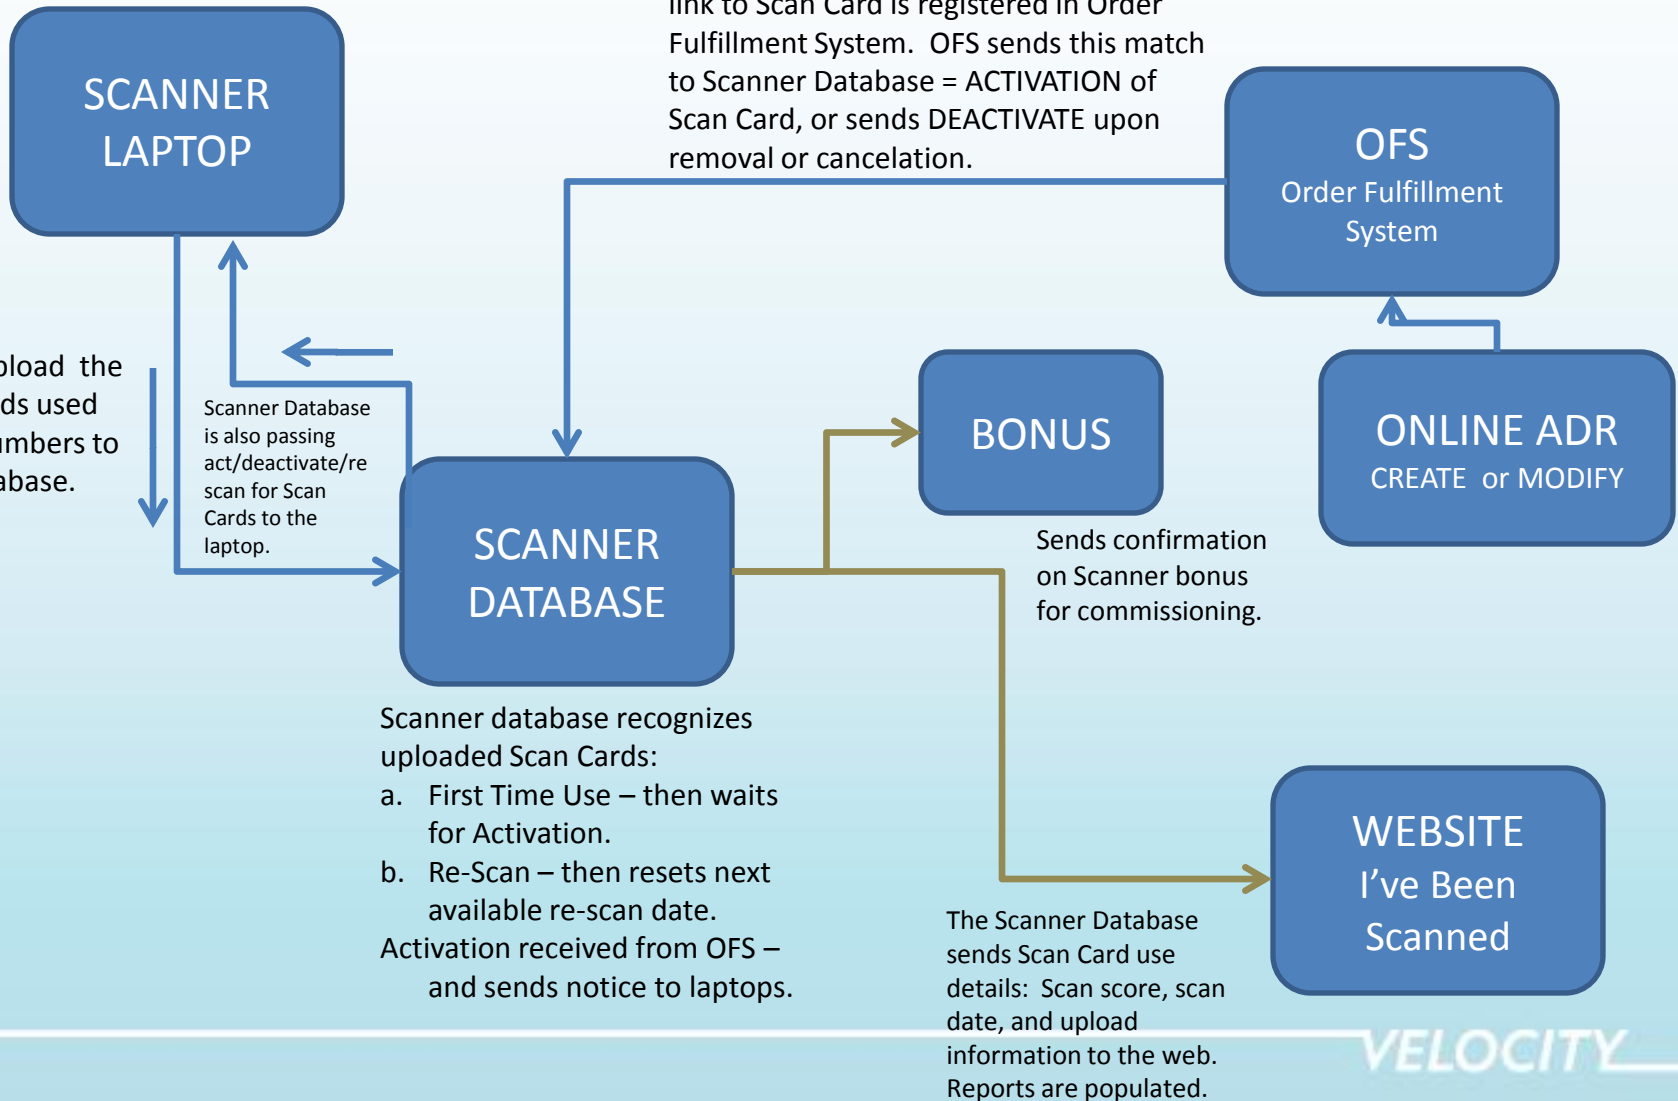 link to Scan Card is registered in Order
Fulfillment System.  OFS sends this match
to Scanner Database = ACTIVATION of
Scan Card, or sends DEACTIVATE upon
removal or cancelation.
SCANNER
LAPTOP
OFS
Order Fulfillment
System
pload  the
ds used
umbers to
abase.
Scanner Database
is also passing
act/deactivate/re
scan for Scan
Cards to the
laptop.
BONUS
ONLINE ADR
CREATE  or MODIFY
SCANNER
DATABASE
Sends confirmation
on Scanner bonus
for commissioning.
Scanner database recognizes
uploaded Scan Cards:
a. First Time Use – then waits
for Activation.
b. Re-Scan – then resets next
available re-scan date.
Activation received from OFS –
and sends notice to laptops.
WEBSITE
I’ve Been
Scanned
The Scanner Database
sends Scan Card use
details:  Scan score, scan
date, and upload
information to the web.
Reports are populated.
VELOCITY